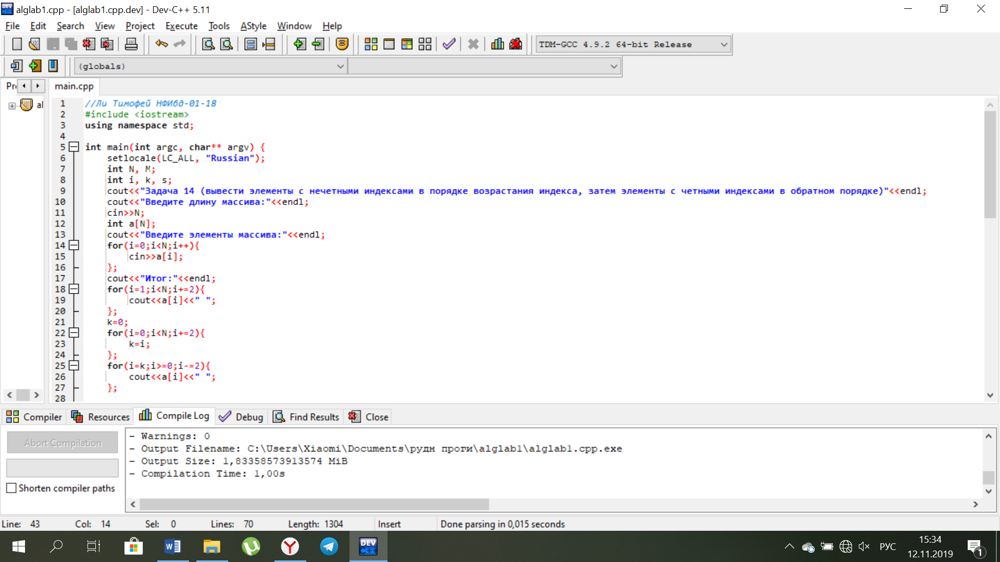 alglab1.cpp - [alglab1.cpp.dev] - Dev-C++ 5.11
File Edit Search View Project Execute Tools AStyle Window Help
TDM-GCC 4.9.2 64-bit Release
(globals)
Pr main.cpp
al
1 //Ли Тимофей НФИбд-01-18
2 #include <iostream>
3 using namespace std;
4
5 int main(int argc, char** argv) {
6 setlocale(LC_ALL, "Russian");
7 int N, M;
8 int i, k, s;
9 cout<<"Задача 14 (вывести элементы с нечетными индексами в порядке возрастания индекса, затем элементы с четными индексами в обратном порядке)"<<endl;
10 cout<<"Введите длину массива:"<<endl;
11 cin>>N;
12 int a[N];
13 cout<<"Введите элементы массива:"<<endl;
14 for(i=0;i<N;i++){
15 cin>>a[i];
16 };
17 cout<<"Итог:"<<endl;
18 for(i=1;i<N;i+=2){
19 cout<<a[i]<<" ";
20 };
21 k=0;
22 for(i=0;i<N;i+=2){
23 k=i;
24 };
25 for(i=k;i>=0;i-=2){
26 cout<<a[i]<<" ";
27 };
28
Compiler Resources Compile Log Debug Find Results Close
Abort Compilation
Shorten compiler paths
- Warnings: 0
- Output Filename: C:\Users\Xiaomi\Documents\рудн проги\alglab1\alglab1.cpp.exe
- Output Size: 1,83358573913574 MiB
- Compilation Time: 1,00s
Line: 43 Col: 14 Sel: 0 Lines: 70 Length: 1304 Insert Done parsing in 0,015 seconds
DEV C++
РУС
15:34
12.11.2019
1